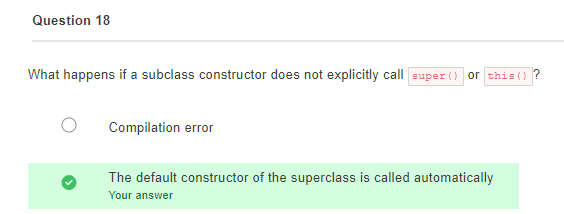 Question 18
What happens if a subclass constructor does not explicitly call super() or this()?
Compilation error
The default constructor of the superclass is called automatically
Your answer